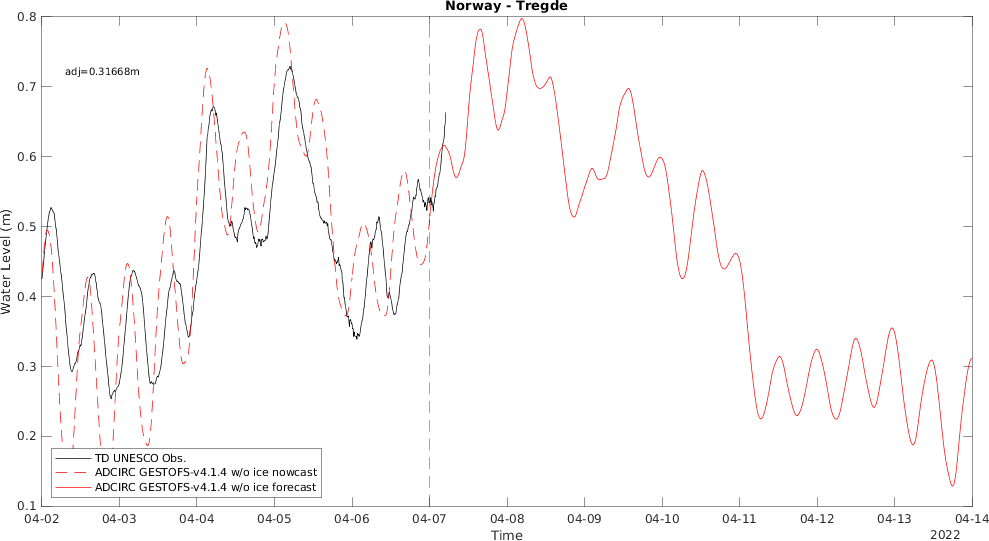 Norway - Tregde
0.8
adj=0.31668m
0.7
0.6
0.5
Water Level (m)
0.4
0.3
0.2
TD UNESCO Obs.
ADCIRC GESTOFS-v4.1.4 w/o ice nowcast
ADCIRC GESTOFS-v4.1.4 w/o ice forecast
0.1
04-02 04-03 04-04 04-05 04-06 04-07 04-08 04-09 04-10 04-11 04-12 04-13 04-14
Time
2022